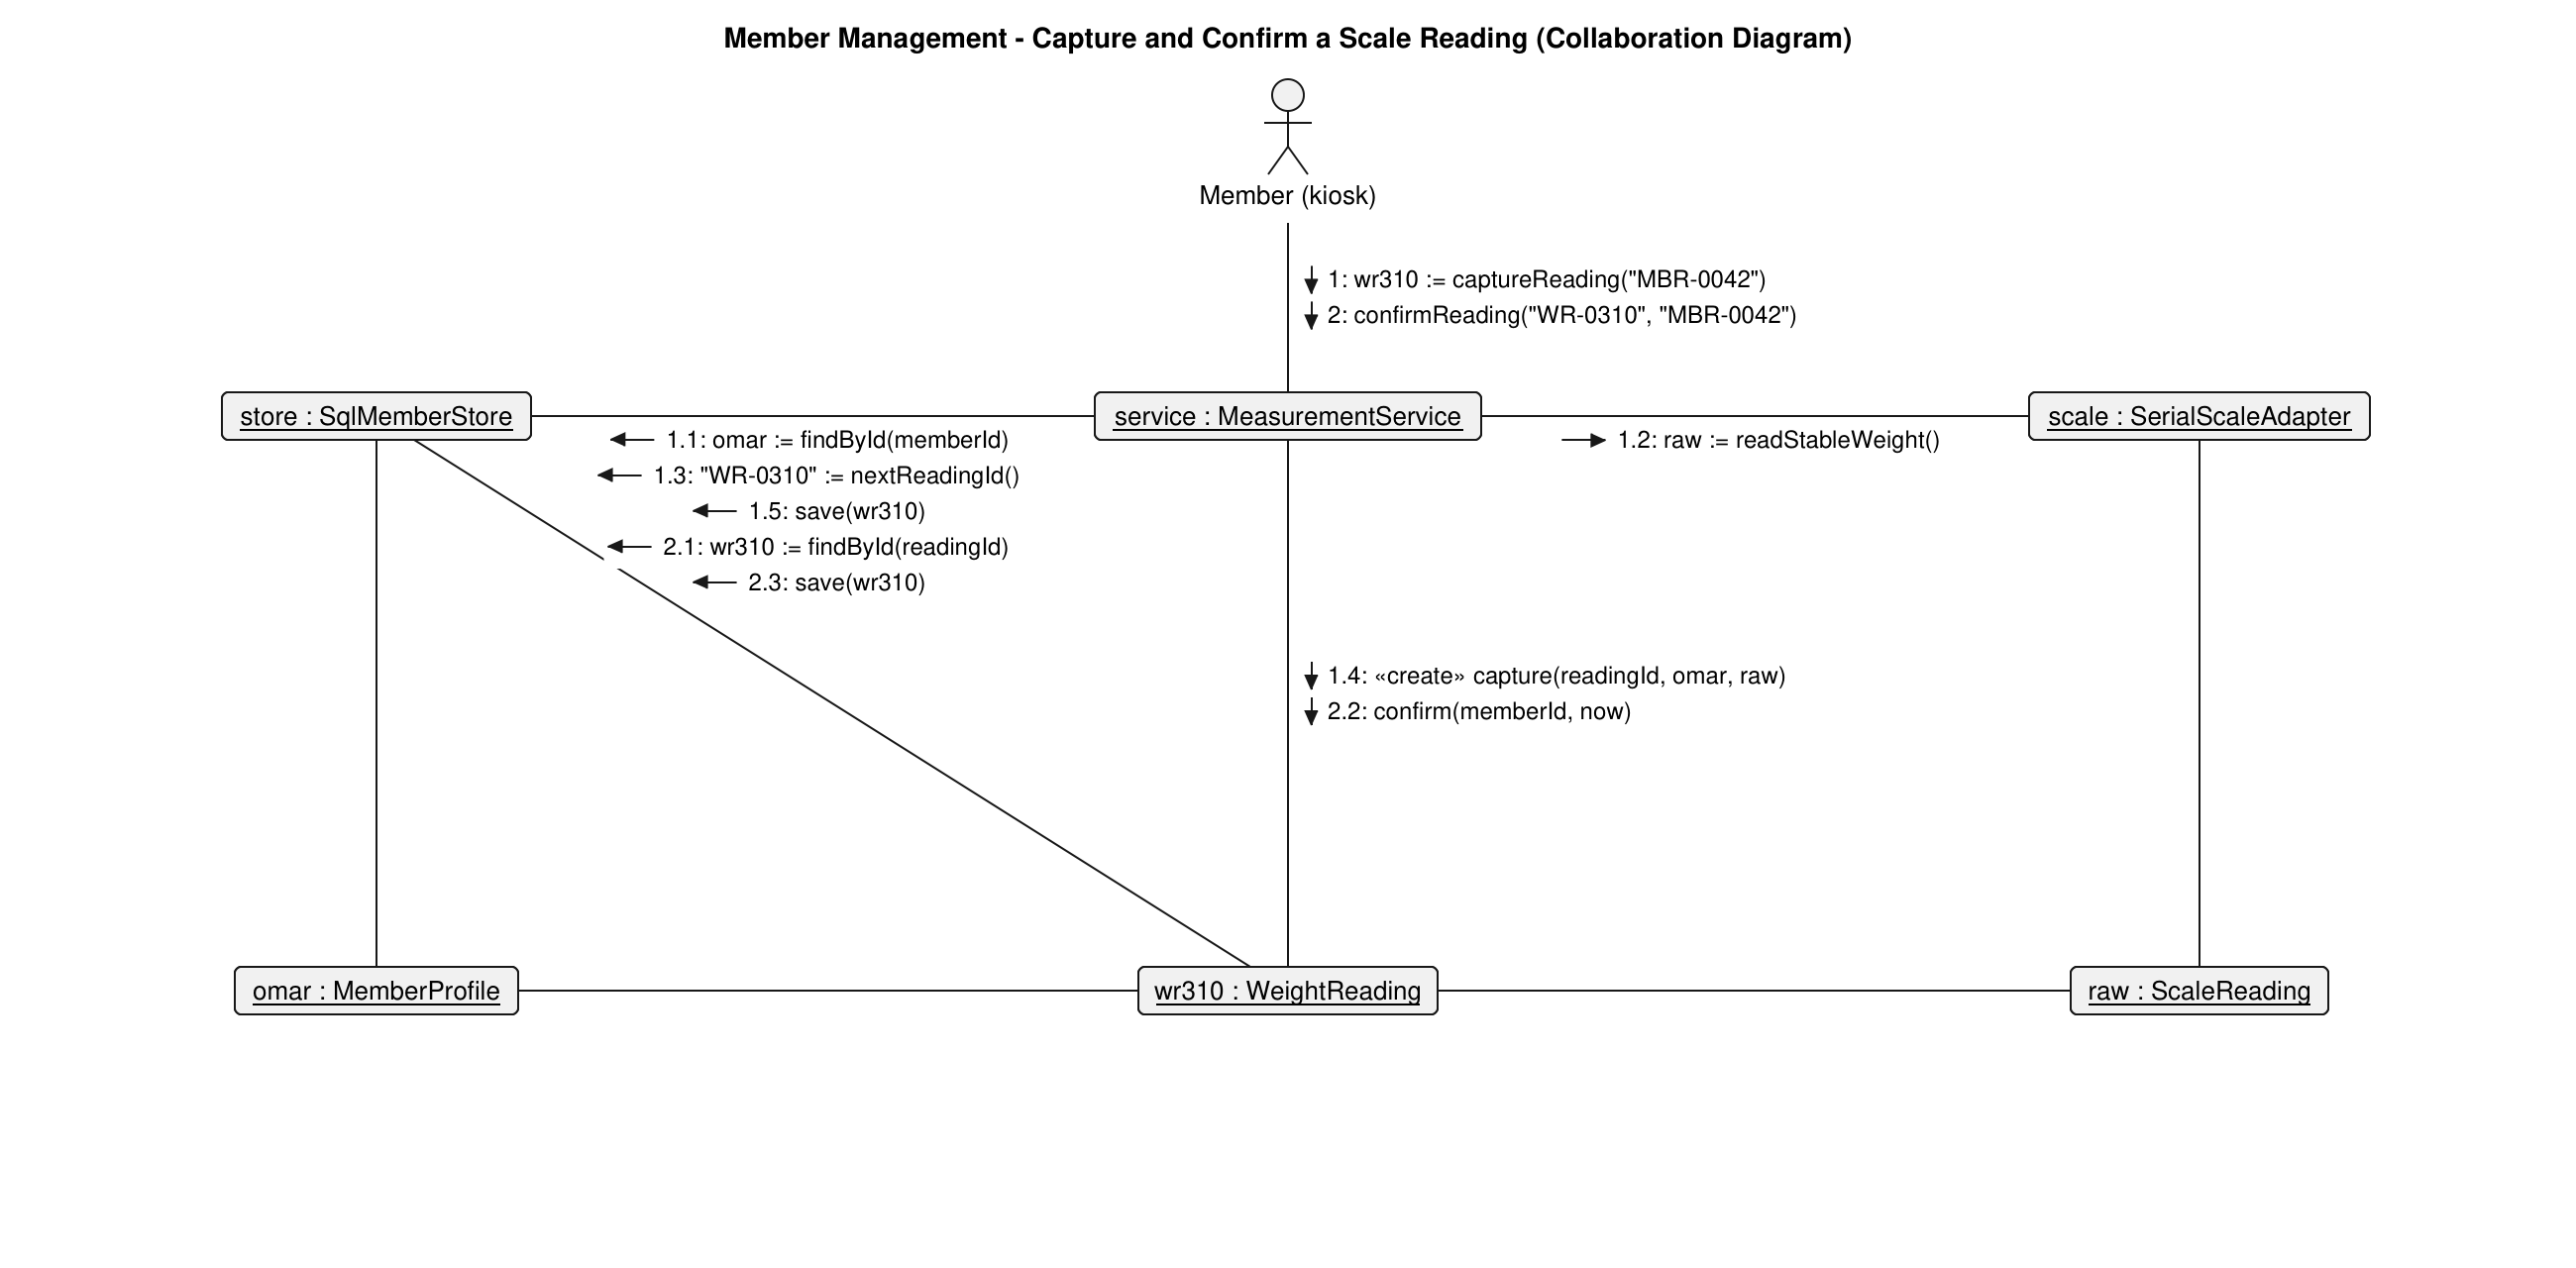 Member Management - Capture and Confirm a Scale Reading (Collaboration Diagram)
Member (kiosk)
1: wr310 := captureReading("MBR-0042")
2: confirmReading("WR-0310", "MBR-0042")
store : SqlMemberStore
service : MeasurementService
scale : SerialScaleAdapter
1.1: omar := findById(memberId)
1.3: "WR-0310" := nextReadingId()
1.5: save(wr310)
2.1: wr310 := findById(readingId)
2.3: save(wr310)
1.2: raw := readStableWeight()
1.4: «create» capture(readingId, omar, raw)
2.2: confirm(memberId, now)
omar : MemberProfile
wr310 : WeightReading
raw : ScaleReading